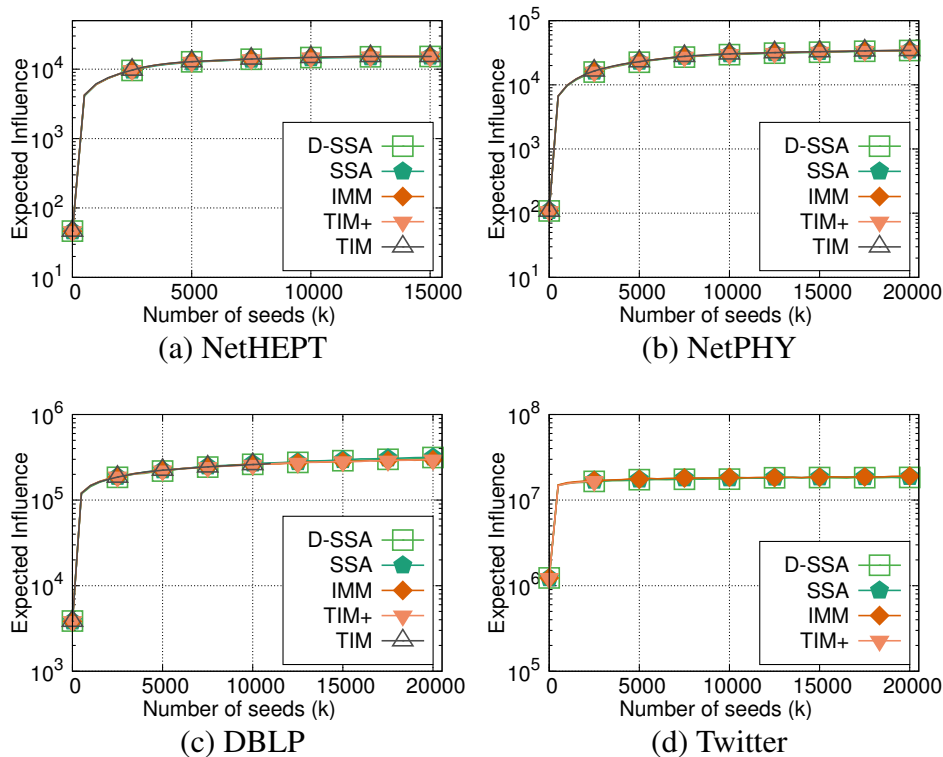 10^4
10^3
10^2
10^1
Expected Influence
0 5000 10000 15000
Number of seeds (k)
D-SSA
SSA
IMM
TIM+
TIM
(a) NetHEPT
10^5
10^4
10^3
10^2
10^1
Expected Influence
0 5000 10000 15000 20000
Number of seeds (k)
D-SSA
SSA
IMM
TIM+
TIM
(b) NetPHY
10^6
10^5
10^4
10^3
Expected Influence
0 5000 10000 15000 20000
Number of seeds (k)
D-SSA
SSA
IMM
TIM+
TIM
(c) DBLP
10^8
10^7
10^6
10^5
Expected Influence
0 5000 10000 15000 20000
Number of seeds (k)
D-SSA
SSA
IMM
TIM+
(d) Twitter